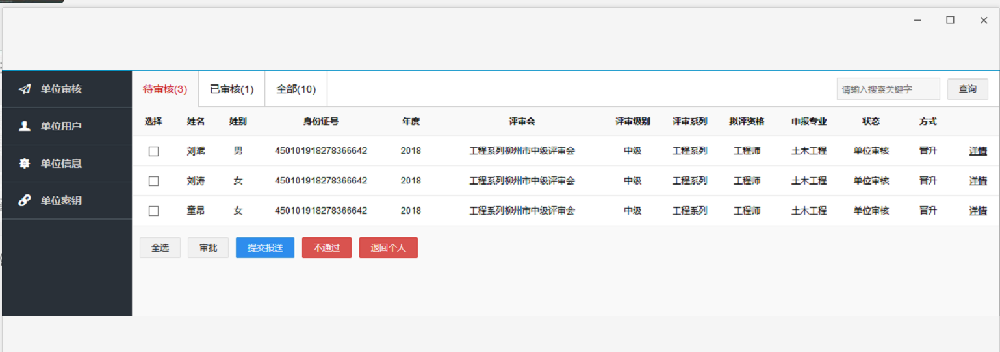 单位审核
单位用户
单位信息
单位密钥
待审核(3) 已审核(1) 全部(10) 请输入搜索关键字 查询
选择 姓名 姓别 身份证号 年度 评审会 评审级别 评审系列 拟评资格 申报专业 状态 方式
刘斌 男 450101918278366642 2018 工程系列柳州市中级评审会 中级 工程系列 工程师 土木工程 单位审核 晋升 详情
刘涛 女 450101918278366642 2018 工程系列柳州市中级评审会 中级 工程系列 工程师 土木工程 单位审核 晋升 详情
童昂 女 450101918278366642 2018 工程系列柳州市中级评审会 中级 工程系列 工程师 土木工程 单位审核 晋升 详情
全选 审批 提交报送 不通过 退回个人